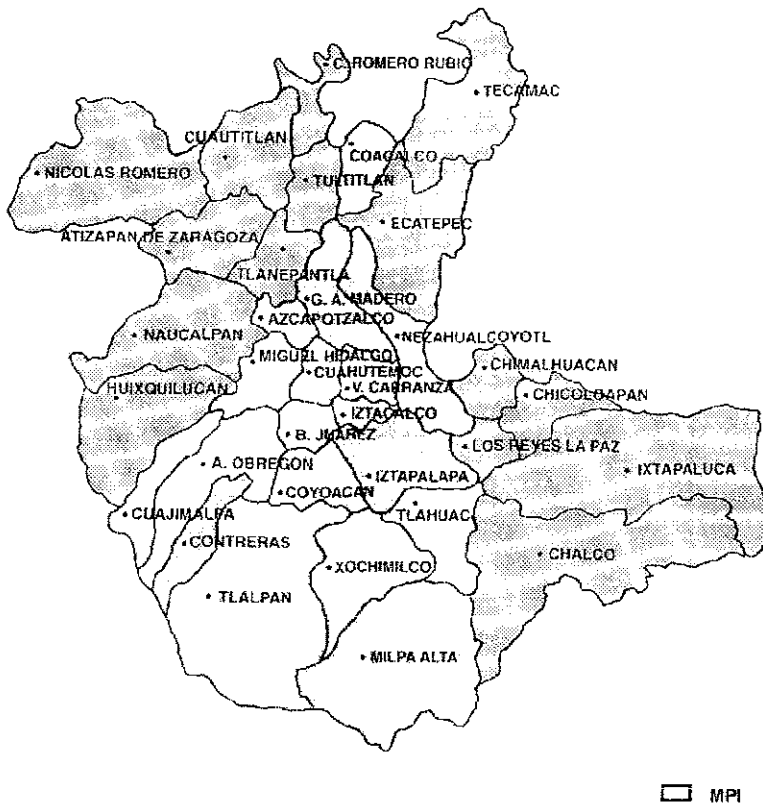 C. ROMERO RUBIO
TECAMAC
CUAUTITLAN
COACALCO
NICOLAS ROMERO
TULTITLAN
ECATEPEC
ATIZAPAN DE ZARAGOZA
TLANEPANTLA
G. A. MADERO
AZCAPOTZALCO
NAUCALPAN
NEZAHUALCOYOTL
MIGUEL HIDALGO
CHIMALHUACAN
CUAHUTEMOC
HUIXQUILUCAN
V. CARRANZA
CHICOLOAPAN
IZTACALCO
B. JUAREZ
LOS REYES LA PAZ
A. OBREGON
IZTAPALAPA
IXTAPALUCA
COYOACAN
TLAHUAC
CUAJIMALPA
CONTRERAS
CHALCO
XOCHIMILCO
TLALPAN
MILPA ALTA
MPI